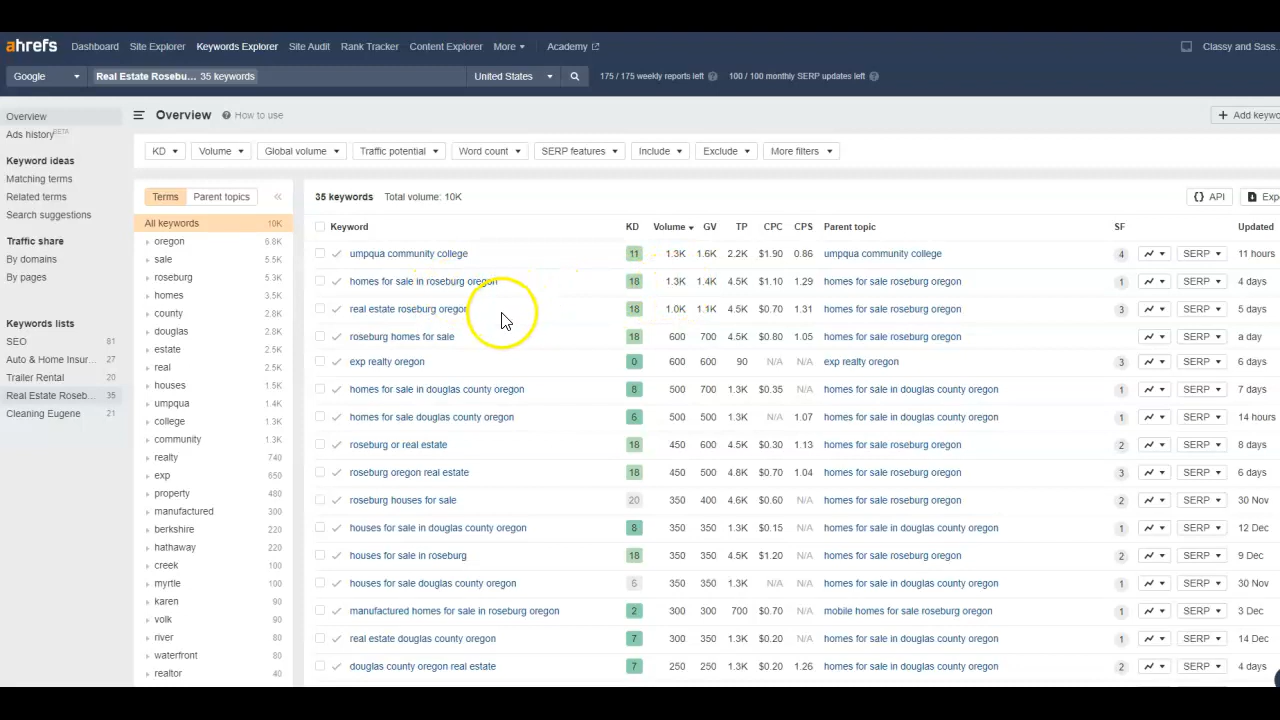 ahrefs Dashboard Site Explorer Keywords Explorer Site Audit Rank Tracker Content Explorer More Academy Classy and Sass...
Google Real Estate Rosebu... 35 keywords United States 175 / 175 weekly reports left 100 / 100 monthly SERP updates left
Overview
Ads history BETA
Keyword ideas
Matching terms
Related terms
Search suggestions
Traffic share
By domains
By pages
Keywords lists
SEO 81
Auto & Home Insur... 27
Trailer Rental 20
Real Estate Roseb... 35
Cleaning Eugene 21
Overview How to use + Add keywo
KD Volume Global volume Traffic potential Word count SERP features Include Exclude More filters
Terms Parent topics «
All keywords 10K
oregon 6.8K
sale 5.5K
roseburg 5.3K
homes 3.5K
county 2.8K
douglas 2.8K
estate 2.5K
real 2.5K
houses 1.5K
umpqua 1.4K
college 1.3K
community 1.3K
realty 740
exp 650
property 480
manufactured 300
berkshire 220
hathaway 220
creek 100
myrtle 100
karen 90
volk 90
river 80
waterfront 80
realtor 40
35 keywords Total volume: 10K {} API Expo
Keyword KD Volume GV TP CPC CPS Parent topic SF Updated
umpqua community college 11 1.3K 1.6K 2.2K $1.90 0.86 umpqua community college 4 SERP 11 hours
homes for sale in roseburg oregon 18 1.3K 1.4K 4.5K $1.10 1.29 homes for sale roseburg oregon 1 SERP 4 days
real estate roseburg oregon 18 1.0K 1.1K 4.5K $0.70 1.31 homes for sale roseburg oregon 3 SERP 5 days
roseburg homes for sale 18 600 700 4.5K $0.80 1.05 homes for sale roseburg oregon SERP a day
exp realty oregon 0 600 600 90 N/A N/A exp realty oregon 3 SERP 6 days
homes for sale in douglas county oregon 8 500 700 1.3K $0.35 N/A homes for sale in douglas county oregon 1 SERP 7 days
homes for sale douglas county oregon 6 500 500 1.3K N/A 1.07 homes for sale in douglas county oregon 1 SERP 14 hours
roseburg or real estate 18 450 600 4.5K $0.30 1.13 homes for sale roseburg oregon 2 SERP 8 days
roseburg oregon real estate 18 450 500 4.8K $0.70 1.04 homes for sale roseburg oregon 3 SERP 6 days
roseburg houses for sale 20 350 400 4.6K $0.60 N/A homes for sale roseburg oregon 2 SERP 30 Nov
houses for sale in douglas county oregon 8 350 350 1.3K $0.15 N/A homes for sale in douglas county oregon 1 SERP 12 Dec
houses for sale in roseburg 18 350 350 4.5K $1.20 N/A homes for sale roseburg oregon 2 SERP 9 Dec
houses for sale douglas county oregon 6 350 350 1.3K N/A N/A homes for sale in douglas county oregon 1 SERP 30 Nov
manufactured homes for sale in roseburg oregon 2 300 300 700 $0.70 N/A mobile homes for sale roseburg oregon 1 SERP 3 Dec
real estate douglas county oregon 7 300 350 1.3K $0.20 N/A homes for sale in douglas county oregon 1 SERP 14 Dec
douglas county oregon real estate 7 250 250 1.3K $0.20 1.26 homes for sale in douglas county oregon 2 SERP 4 days